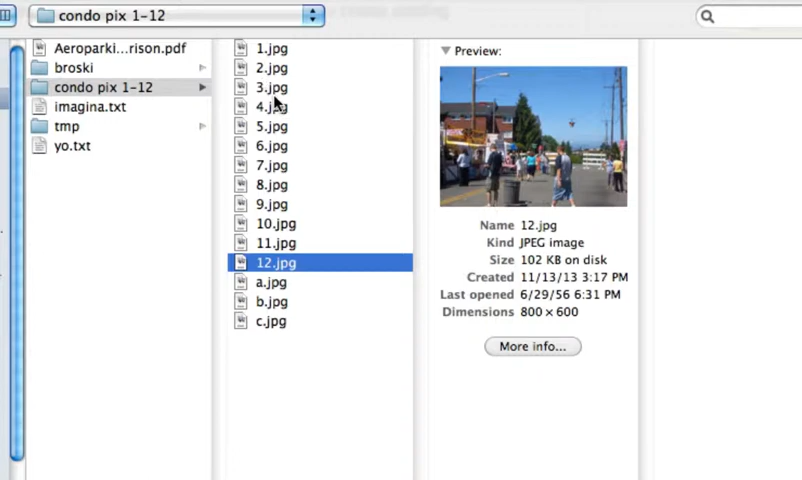 condo pix 1-12
Aeroparki...rison.pdf
broski
condo pix 1-12
imagina.txt
tmp
yo.txt
1.jpg
2.jpg
3.jpg
4.jpg
5.jpg
6.jpg
7.jpg
8.jpg
9.jpg
10.jpg
11.jpg
12.jpg
a.jpg
b.jpg
c.jpg
Preview:
Name 12.jpg
Kind JPEG image
Size 102 KB on disk
Created 11/13/13 3:17 PM
Last opened 6/29/56 6:31 PM
Dimensions 800 × 600
More info...